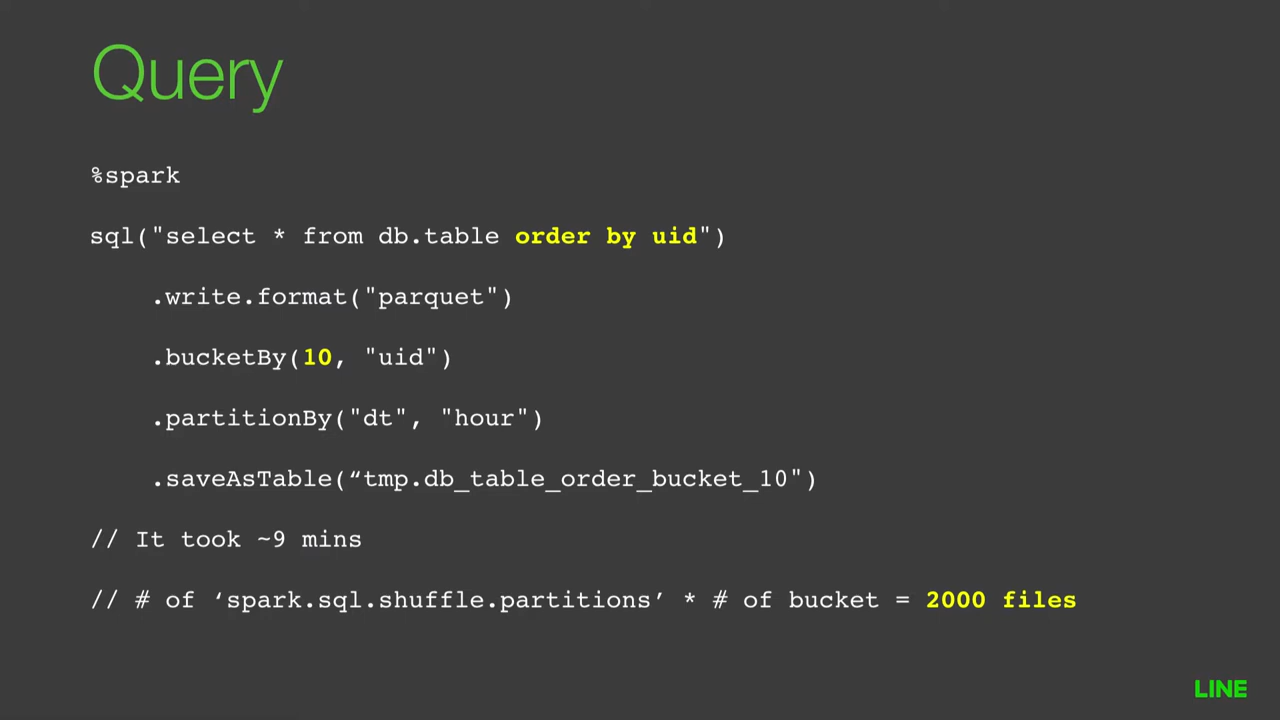 Query
%spark
sql("select * from db.table order by uid")
.write.format("parquet")
.bucketBy(10, "uid")
.partitionBy("dt", "hour")
.saveAsTable(“tmp.db_table_order_bucket_10")
// It took ~9 mins
// # of ‘spark.sql.shuffle.partitions’ * # of bucket = 2000 files
LINE